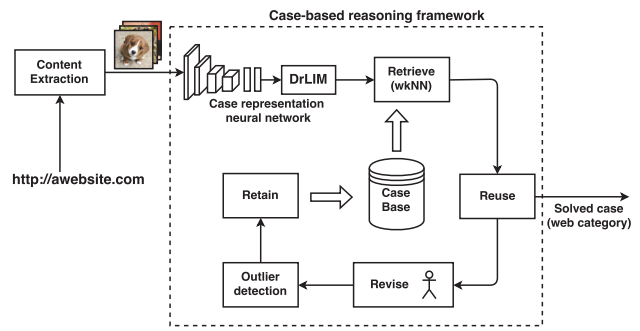 Case-based reasoning framework
Content
Extraction
DrLIM
Retrieve
(wkNN)
Case representation
neural network
http://awebsite.com
Retain
Case
Base
Reuse
Solved case
(web category)
Outlier
detection
Revise